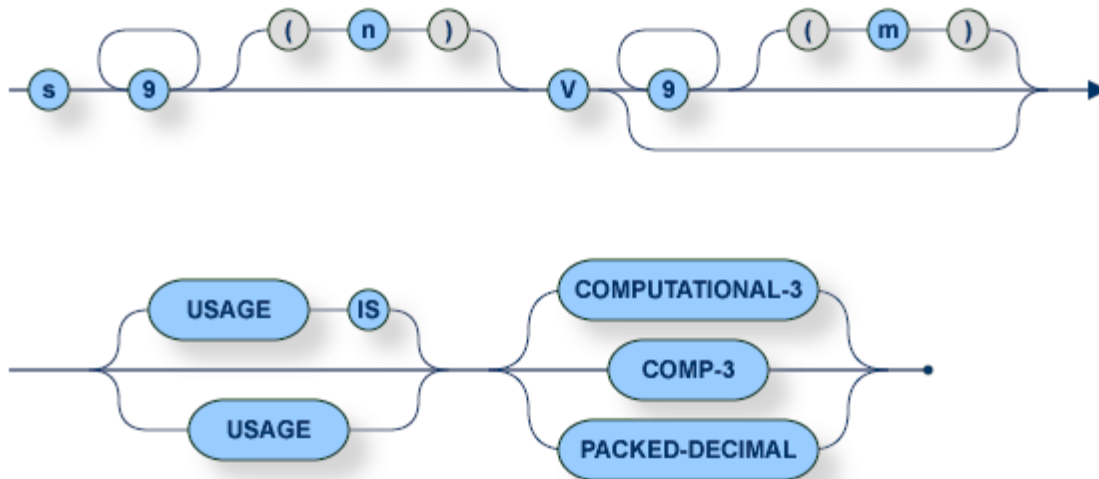 ( n ) ( m )
s 9 V 9
COMPUTATIONAL-3
USAGE IS
COMP-3
USAGE
PACKED-DECIMAL